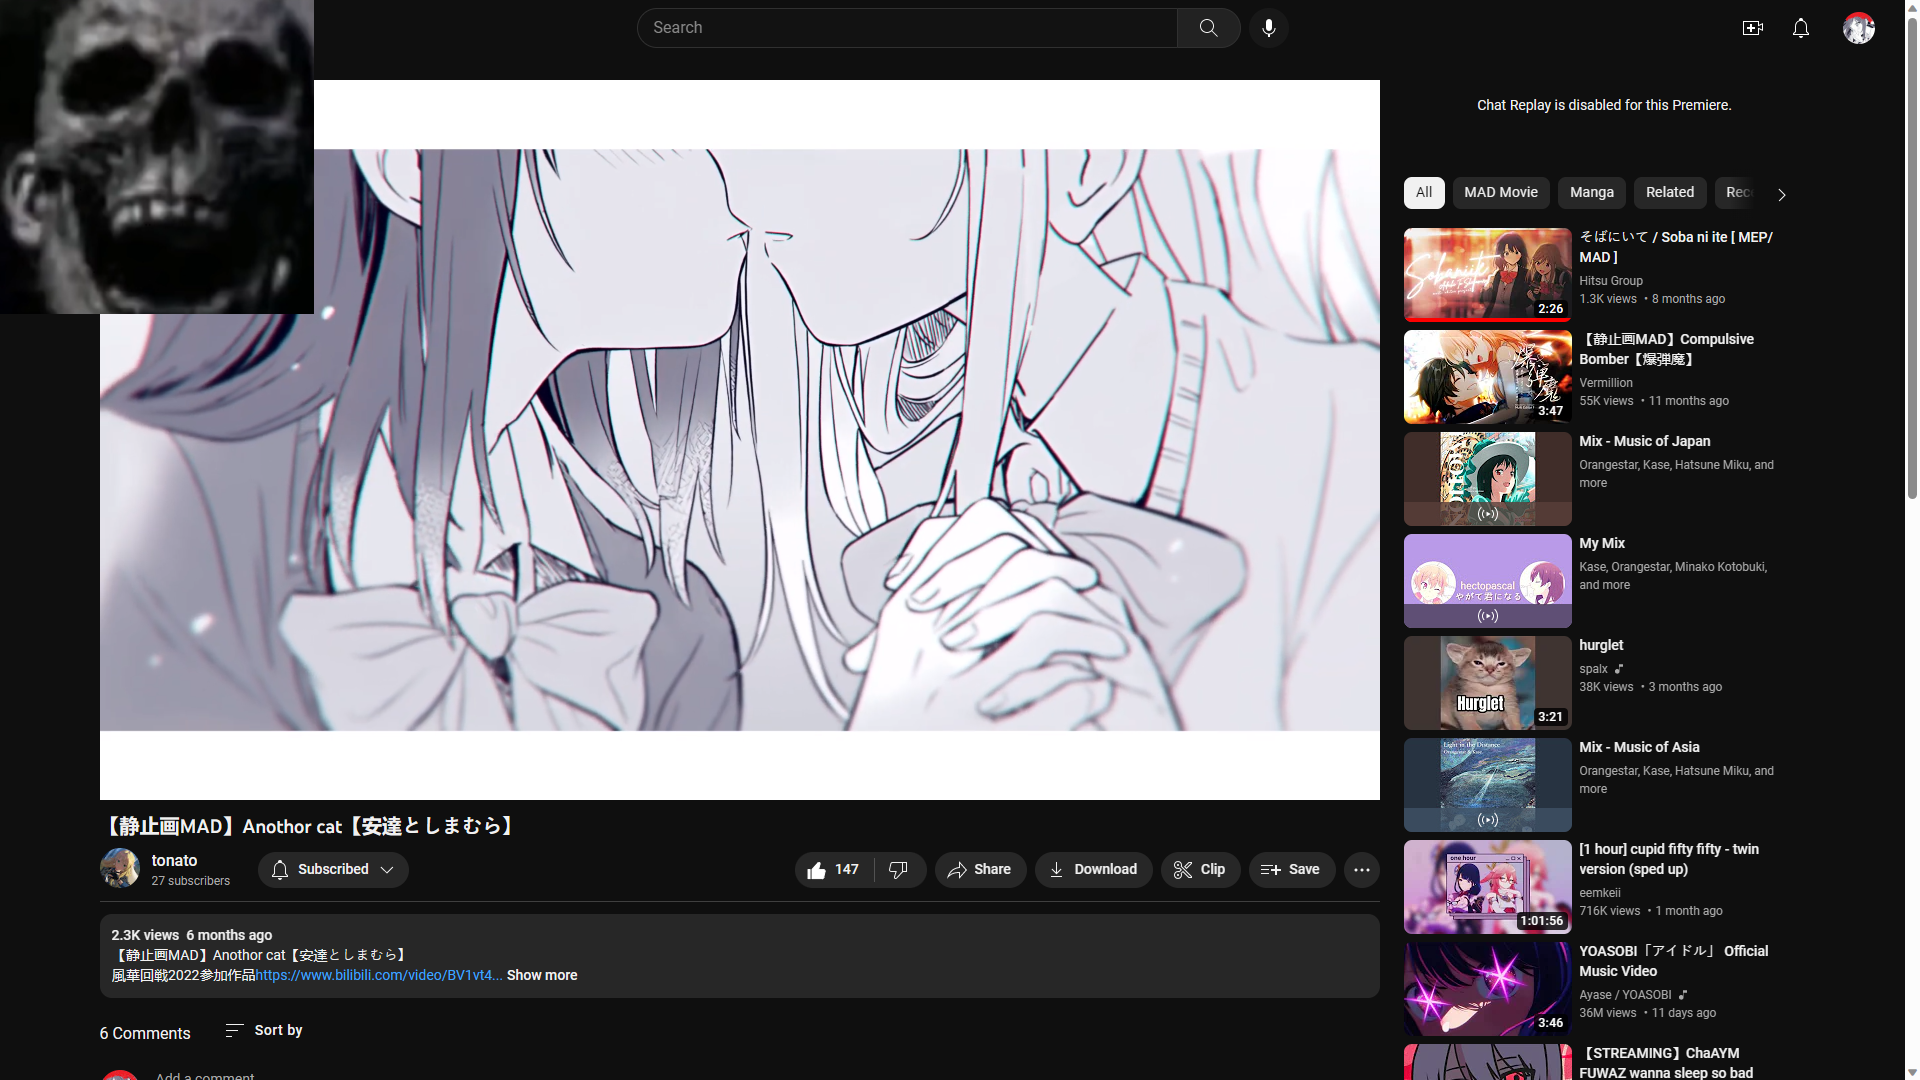 Search
Chat Replay is disabled for this Premiere.
All
MAD Movie
Manga
Related
そばにいて / Soba ni ite [ MEP/
MAD ]
Hitsu Group
1.3K views • 8 months ago
2:26
【静止画MAD】Compulsive
Bomber【爆弾魔】
Vermillion
55K views • 11 months ago
爆弾魔
3:47
Mix - Music of Japan
Orangestar, Kase, Hatsune Miku, and
more
My Mix
Kase, Orangestar, Minako Kotobuki,
and more
hectopascal
やがて君になる
hurglet
spalx
38K views • 3 months ago
Hurglet
3:21
Mix - Music of Asia
Orangestar, Kase, Hatsune Miku, and
more
Light in the Distance
Orangestar & Kase
[1 hour] cupid fifty fifty - twin
version (sped up)
eemkeii
716K views • 1 month ago
one hour
1:01:56
YOASOBI「アイドル」 Official
Music Video
Ayase / YOASOBI
36M views • 11 days ago
3:46
【STREAMING】ChaAYM
FUWAZ wanna sleep so bad
【静止画MAD】Anothor cat【安達としまむら】
tonato
27 subscribers
Subscribed
147
Share
Download
Clip
Save
2.3K views 6 months ago
【静止画MAD】Anothor cat【安達としまむら】
風華回戦2022参加作品https://www.bilibili.com/video/BV1vt4... Show more
6 Comments
Sort by
Add a comment